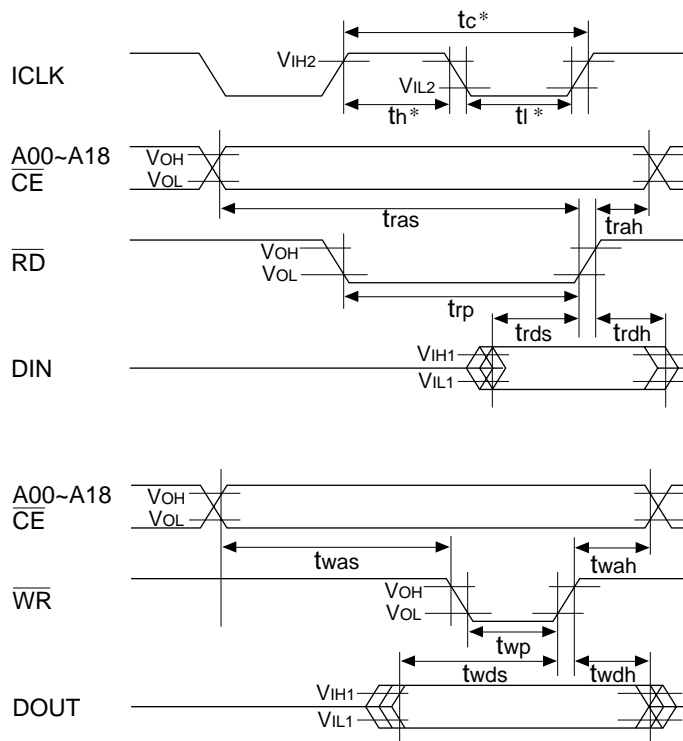 tc*
VIH2
ICLK
VIL2
th*
tl*
A00~A18
VOH
CE
VOL
tras
trah
RD
VOH
VOL
trp
trds
trdh
VIH1
DIN
VIL1
A00~A18
VOH
CE
VOL
twas
twah
WR
VOH
VOL
twp
twds
twdh
VIH1
DOUT
VIL1